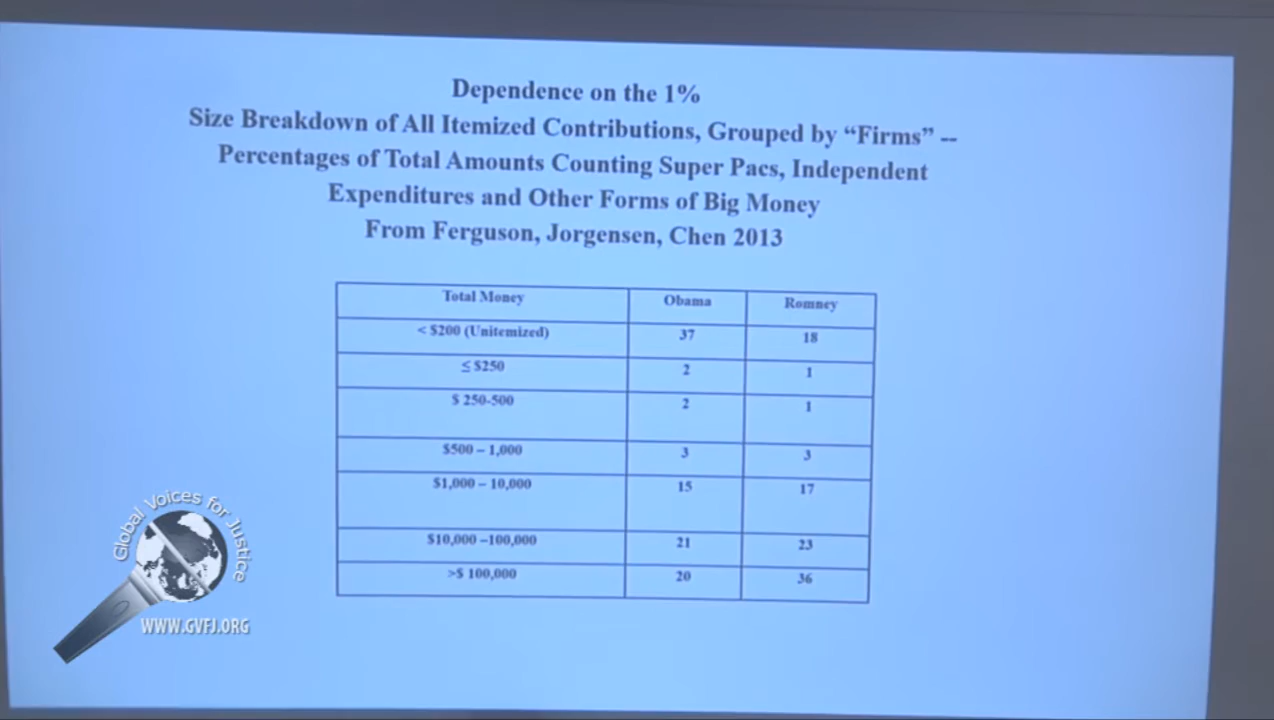 Dependence on the 1%
Size Breakdown of All Itemized Contributions, Grouped by “Firms” --
Percentages of Total Amounts Counting Super Pacs, Independent
Expenditures and Other Forms of Big Money
From Ferguson, Jorgensen, Chen 2013
Total Money Obama Romney
< $200 (Unitemized) 37 18
≤ $250 2 1
$ 250-500 2 1
$500 – 1,000 3 3
$1,000 – 10,000 15 17
$10,000 –100,000 21 23
>$ 100,000 20 36
Global Voices for Justice
WWW.GVFJ.ORG